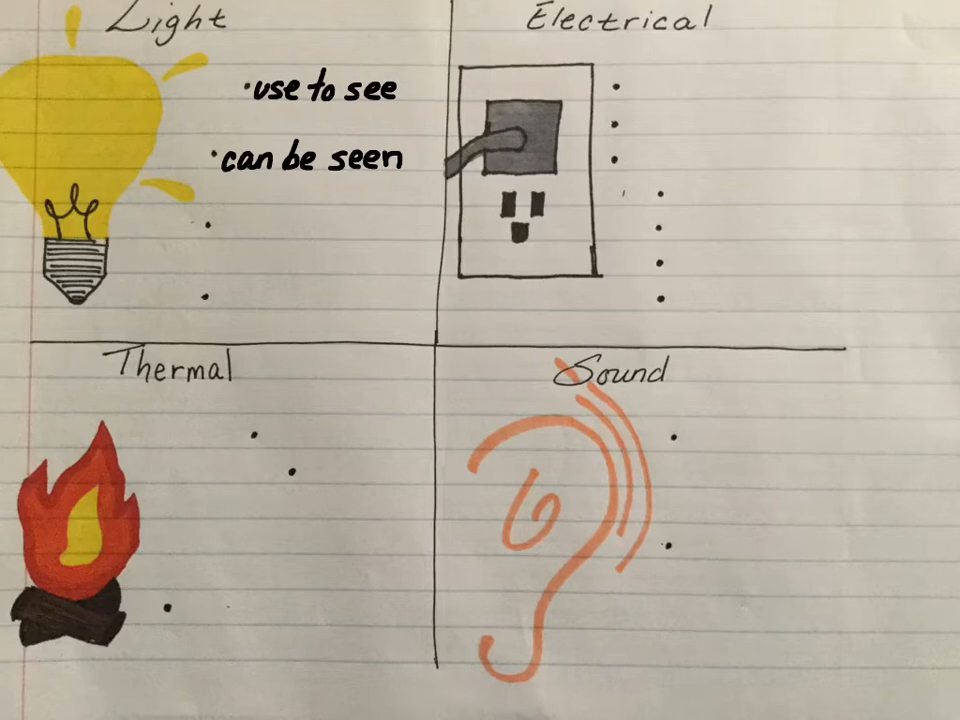 Light
Electrical
·use to see
·can be seen
Thermal
Sound